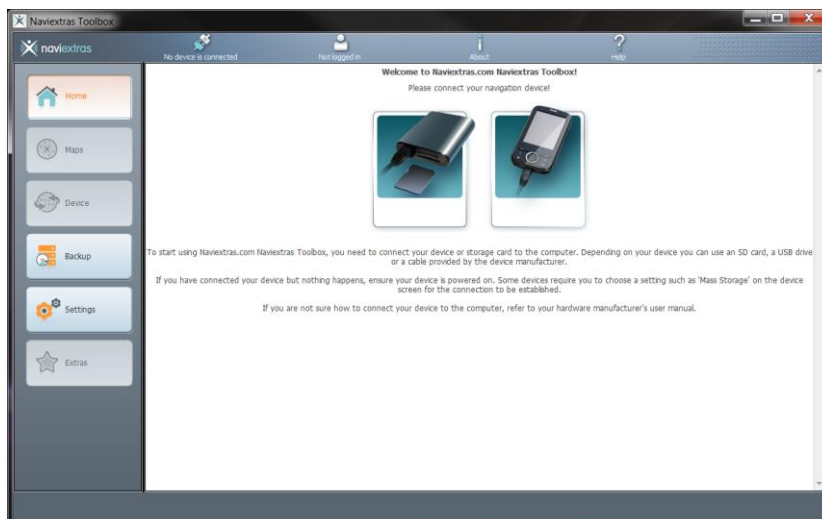 Naviextras Toolbox
naviextras
No device is connected
Not logged in
About
Help
Home
Maps
Device
Backup
Settings
Extras
Welcome to Naviextras.com Naviextras Toolbox!
Please connect your navigation device!
To start using Naviextras.com Naviextras Toolbox, you need to connect your device or storage card to the computer. Depending on your device you can use an SD card, a USB drive
or a cable provided by the device manufacturer.
If you have connected your device but nothing happens, ensure your device is powered on. Some devices require you to choose a setting such as 'Mass Storage' on the device
screen for the connection to be established.
If you are not sure how to connect your device to the computer, refer to your hardware manufacturer's user manual.